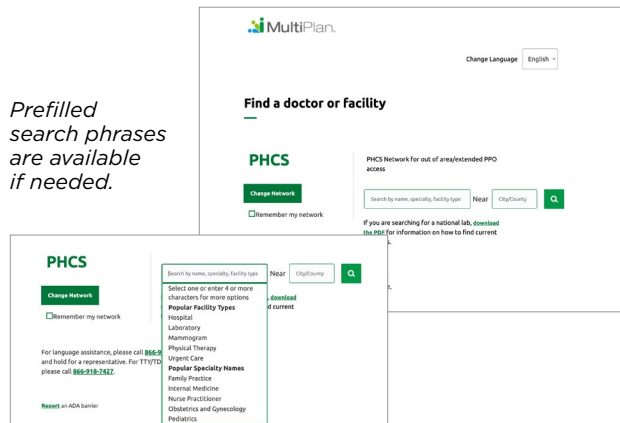 MultiPlan.
Change Language English
Find a doctor or facility
Prefilled
search phrases
are available
if needed.
PHCS
PHCS Network for out of area/extended PPO
access
Change Network
Search by name, specialty, facility type Near City/County
Remember my network
If you are searching for a national lab, download
the PDF for information on how to find current
PHCS
Search by name, specialty, facility type Near City/County
Change Network
Select one or enter 4 or more
characters for more options
, download
Remember my network
Popular Facility Types
d current
Hospital
Laboratory
Mammogram
Physical Therapy
For language assistance, please call 866-9
Urgent Care
and hold for a representative. For TTY/TD
Popular Specialty Names
please call 866-918-7427.
Family Practice
Internal Medicine
Nurse Practitioner
Report an ADA barrier
Obstetrics and Gynecology
Pediatrics